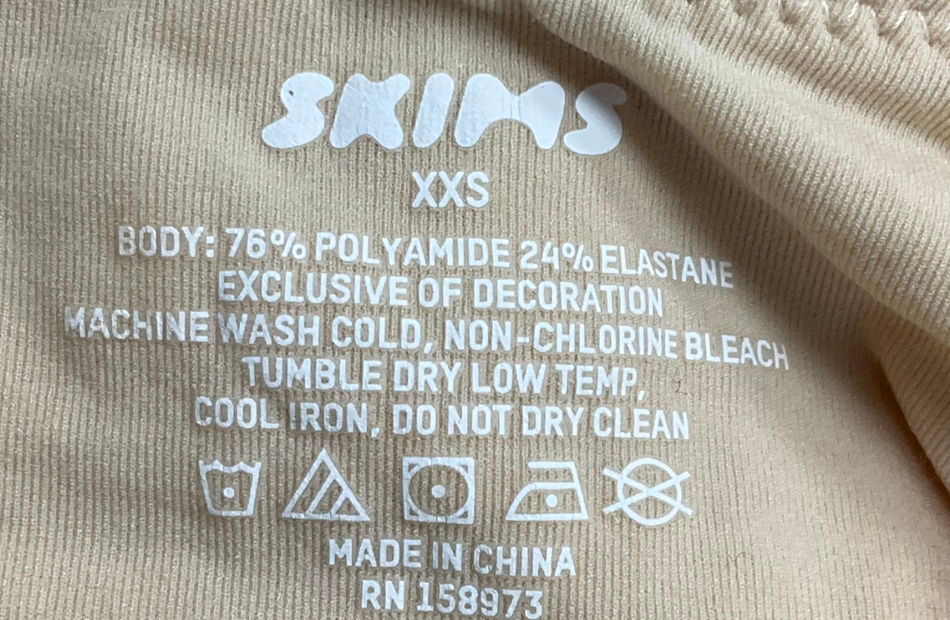 SKIMS
XXS
BODY: 76% POLYAMIDE 24% ELASTANE
EXCLUSIVE OF DECORATION
MACHINE WASH COLD, NON-CHLORINE BLEACH
TUMBLE DRY LOW TEMP,
COOL IRON, DO NOT DRY CLEAN
MADE IN CHINA
RN 158973